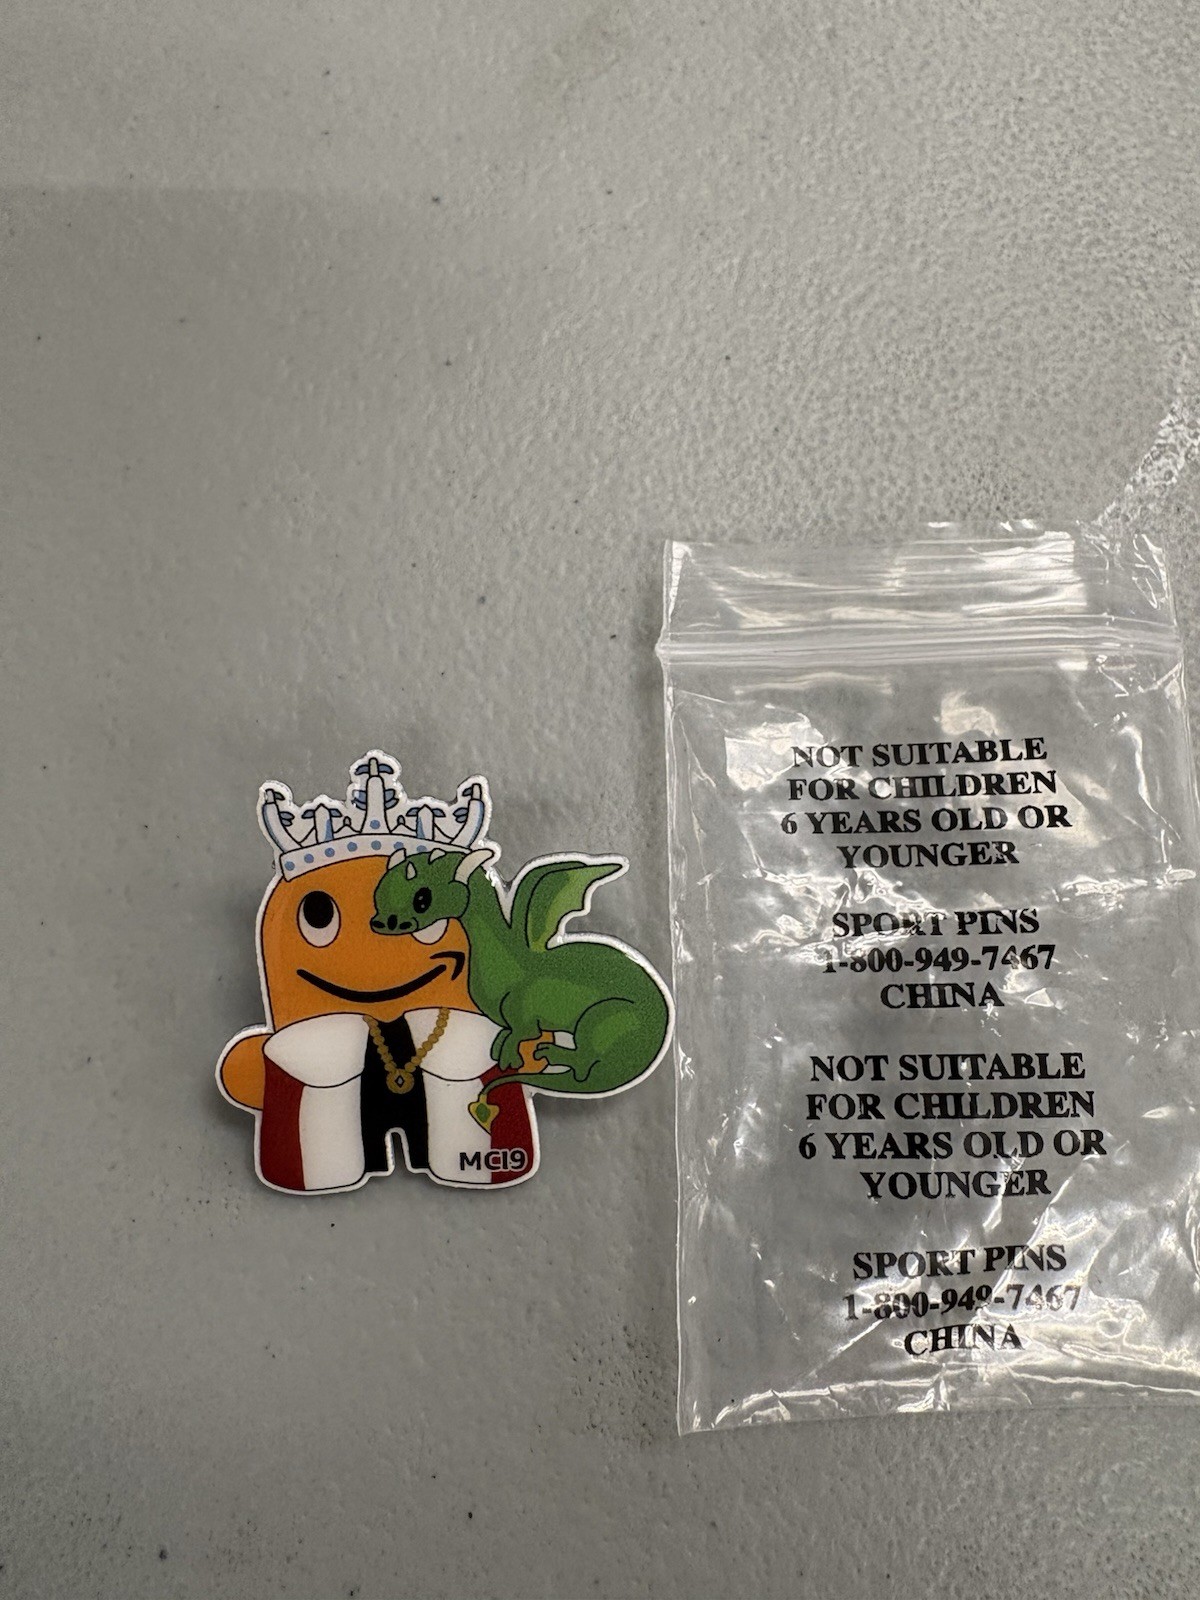 MCI9
NOT SUITABLE
FOR CHILDREN
6 YEARS OLD OR
YOUNGER
SPORT PINS
1-800-949-7467
CHINA
NOT SUITABLE
FOR CHILDREN
6 YEARS OLD OR
YOUNGER
SPORT PINS
1-800-949-7467
CHINA